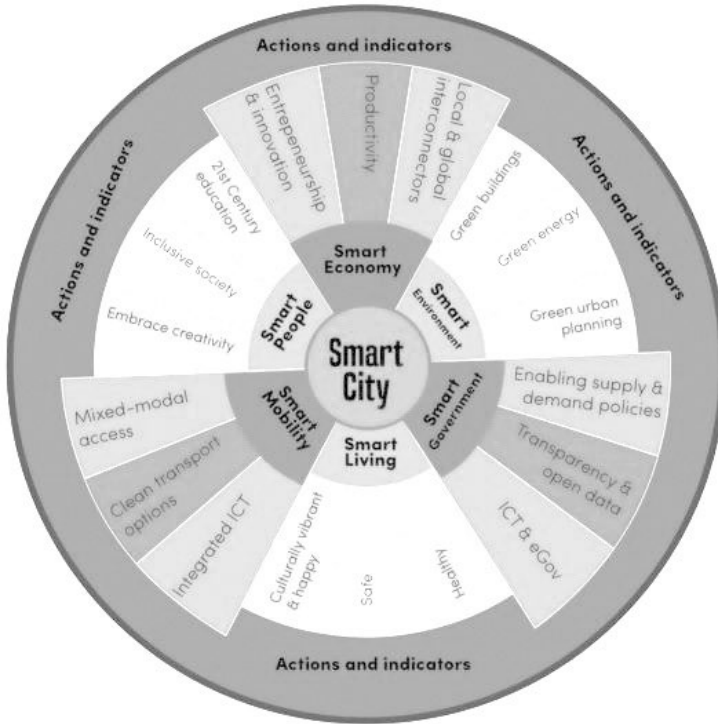 Actions and indicators
Entrepeneurship
& innovation
Productivity
Local & global
interconnectors
Smart
Economy
Actions and indicators
Green buildings
Green energy
Green urban
planning
Smart
Environment
Enabling supply &
demand policies
Transparency &
open data
ICT & eGov
Smart
Government
Healthy
Safe
Culturally vibrant
& happy
Smart
Living
Actions and indicators
Integrated ICT
Clean transport
options
Mixed-modal
access
Smart
Mobility
Actions and indicators
Embrace creativity
Inclusive society
21st Century
education
Smart
People
Smart
City